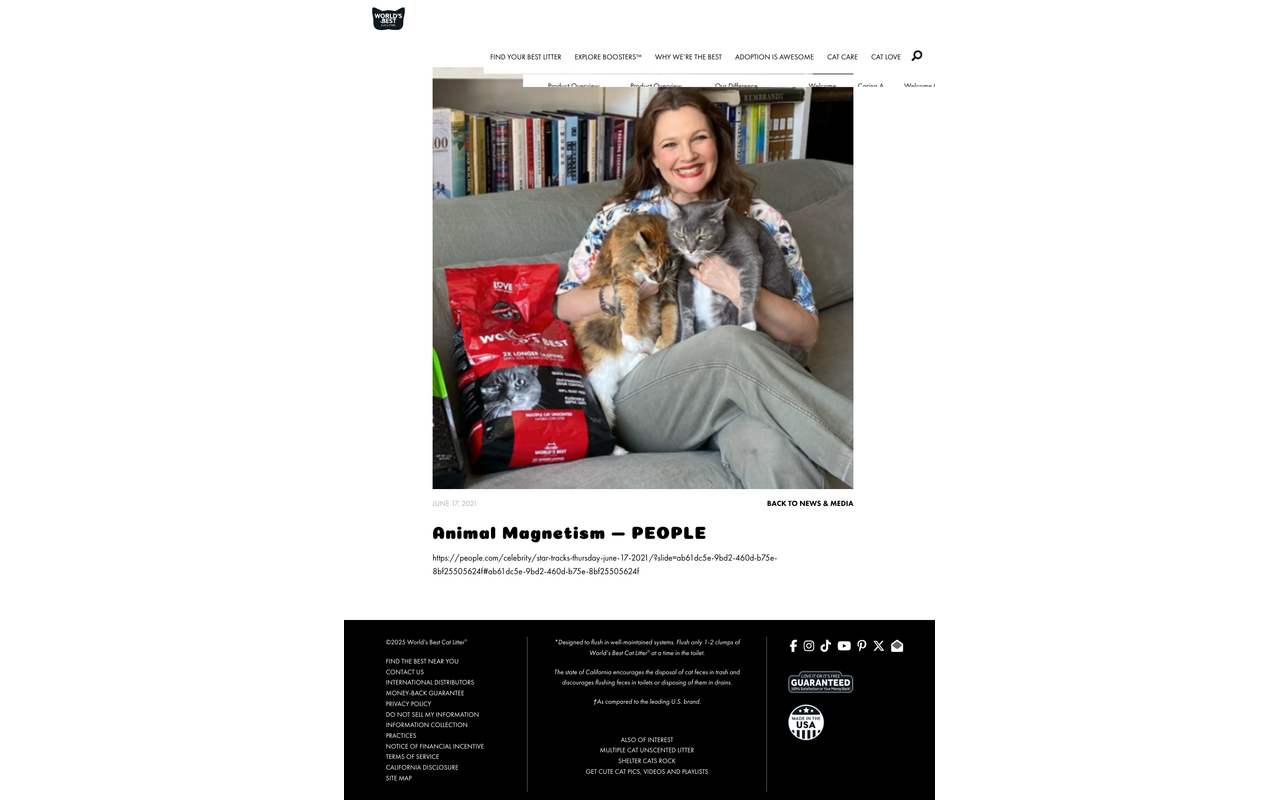 WORLD'S
BEST
CAT LITTER
FIND YOUR BEST LITTER
EXPLORE BOOSTERS™
WHY WE'RE THE BEST
ADOPTION IS AWESOME
CAT CARE
CAT LOVE
Product Overview
Product Overview
Our Difference
Welcome
Caring A
Welcome
REMBRANDT
LOVE
WORLD'S BEST
2X LONGER LASTING
MULTIPLE CAT UNSCENTED
WORLD'S BEST
JUNE 17, 2021
BACK TO NEWS & MEDIA
Animal Magnetism – PEOPLE
https://people.com/celebrity/star-tracks-thursday-june-17-2021/?slide=ab61dc5e-9bd2-460d-b75e-
8bf25505624f#ab61dc5e-9bd2-460d-b75e-8bf25505624f
©2025 World's Best Cat Litter®
FIND THE BEST NEAR YOU
CONTACT US
INTERNATIONAL DISTRIBUTORS
MONEY-BACK GUARANTEE
PRIVACY POLICY
DO NOT SELL MY INFORMATION
INFORMATION COLLECTION
PRACTICES
NOTICE OF FINANCIAL INCENTIVE
TERMS OF SERVICE
CALIFORNIA DISCLOSURE
SITE MAP
*Designed to flush in well-maintained systems. Flush only 1-2 clumps of
World's Best Cat Litter® at a time in the toilet.
The state of California encourages the disposal of cat feces in trash and
discourages flushing feces in toilets or disposing of them in drains.
†As compared to the leading U.S. brand.
ALSO OF INTEREST
MULTIPLE CAT UNSCENTED LITTER
SHELTER CATS ROCK
GET CUTE CAT PICS, VIDEOS AND PLAYLISTS
LOVE IT OR IT'S FREE
GUARANTEED
100% Satisfaction or Your Money Back!
MADE IN THE
USA